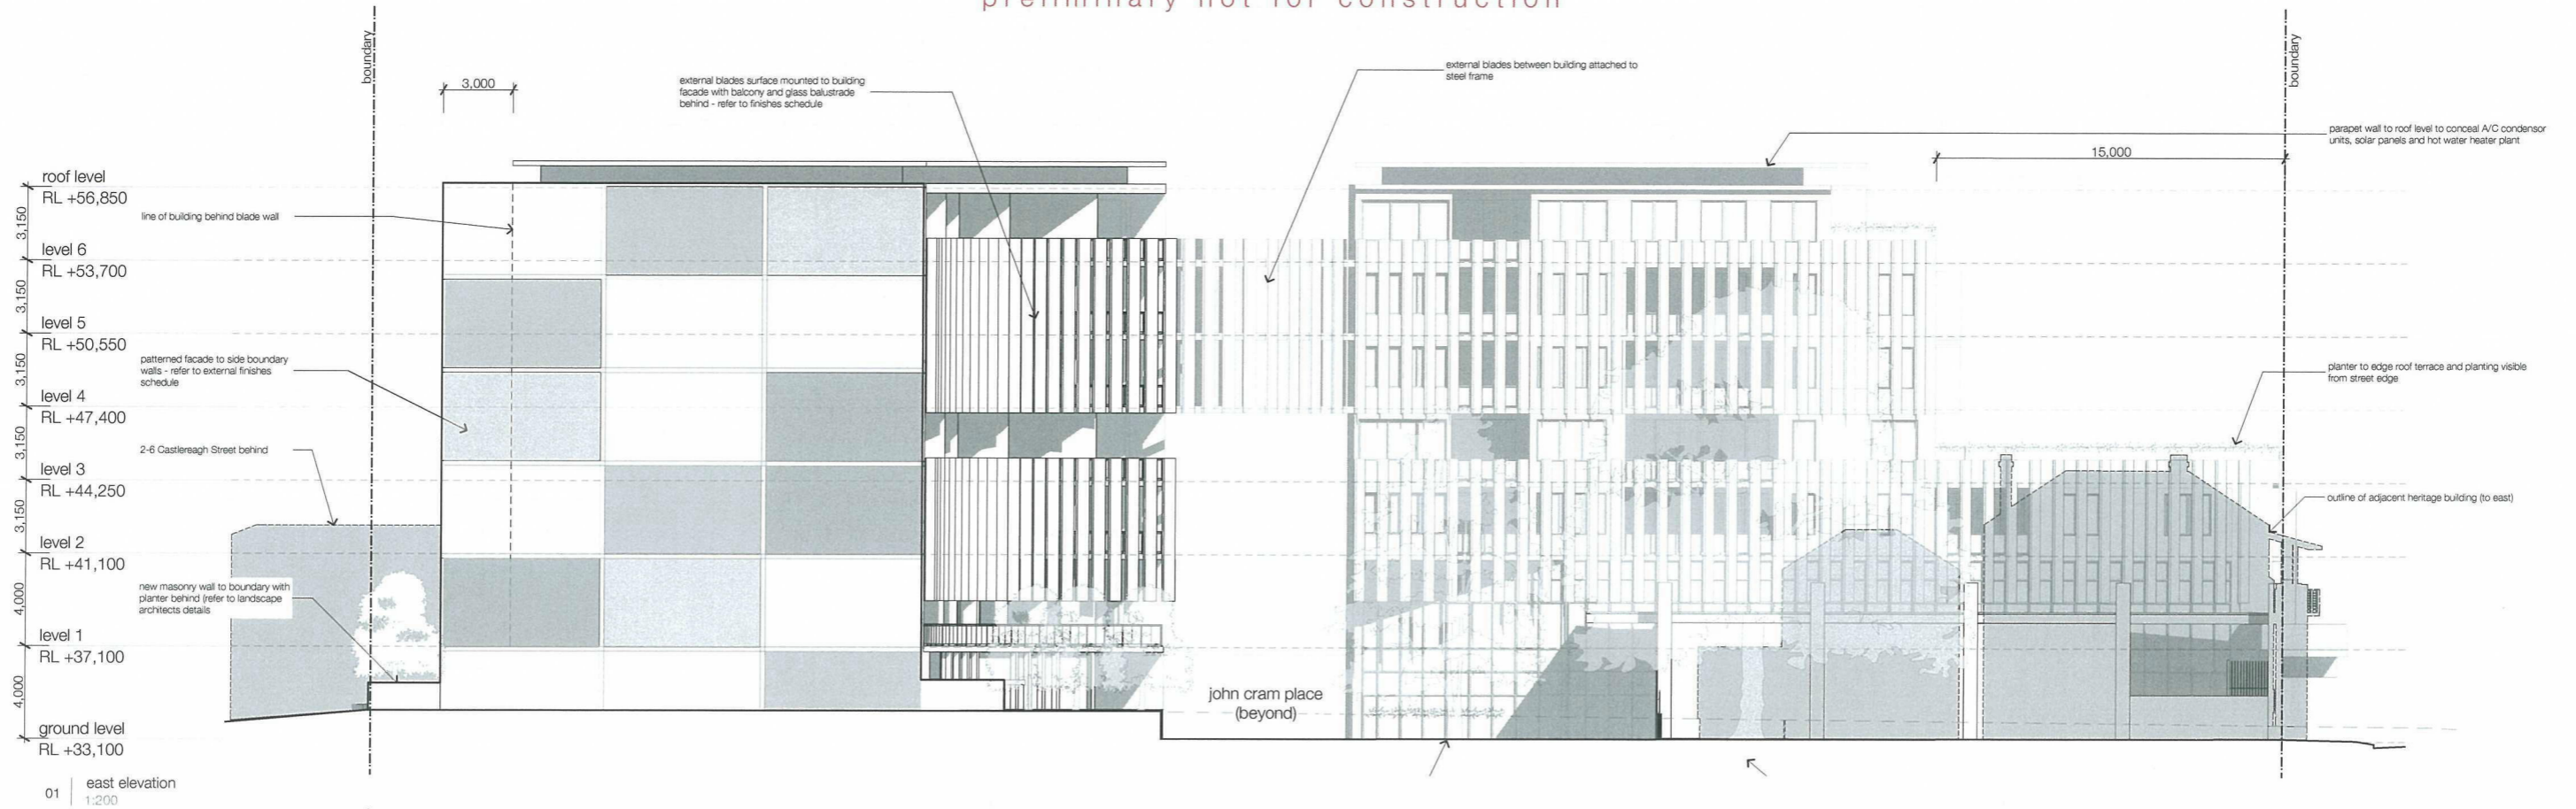 preliminary not for construction
boundary
boundary
3,000
external blades surface mounted to building
facade with balcony and glass balustrade
behind - refer to finishes schedule
external blades between building attached to
steel frame
parapet wall to roof level to conceal A/C condensor
units, solar panels and hot water heater plant
15,000
roof level
RL +56,850
3,150
line of building behind blade wall
level 6
RL +53,700
3,150
level 5
RL +50,550
3,150
patterned facade to side boundary
walls - refer to external finishes
schedule
planter to edge roof terrace and planting visible
from street edge
level 4
RL +47,400
3,150
2-6 Castlereagh Street behind
level 3
RL +44,250
3,150
outline of adjacent heritage building (to east)
level 2
RL +41,100
4,000
new masonry wall to boundary with
planter behind (refer to landscape
architects details
level 1
RL +37,100
4,000
john cram place
(beyond)
ground level
RL +33,100
01
east elevation
1:200